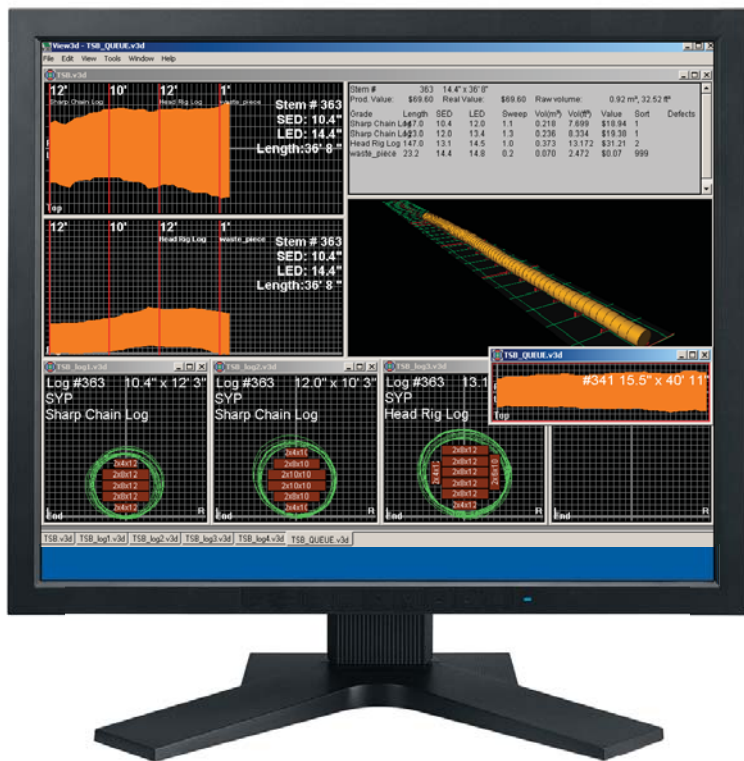 View3d - TSB_QUEUE.v3d
File Edit View Tools Window Help
TSB.v3d
12' 10' 12' 1'
Sharp Chain Log Head Rig Log waste_piece
Stem # 363
SED: 10.4"
LED: 14.4"
Length:36' 8 "
Top
Stem # 363 14.4" x 36' 8"
Prod. Value: $69.60 Real Value: $69.60 Raw volume: 0.92 m³, 32.52 ft³
Grade Length SED LED Sweep Vol(m³) Vol(ft³) Value Sort Defects
Sharp Chain Log 147.0 10.4 12.0 1.1 0.218 7.699 $18.94 1
Sharp Chain Log 123.0 12.0 13.4 1.3 0.236 8.334 $19.38 1
Head Rig Log 147.0 13.1 14.5 1.0 0.373 13.172 $31.21 2
waste_piece 23.2 14.4 14.8 0.2 0.070 2.472 $0.07 999
12' 10' 12' 1'
Head Rig Log waste_piece
Stem # 363
SED: 10.4"
LED: 14.4"
Length:36' 8 "
TSB_log1.v3d
Log #363 10.4" x 12' 3"
SYP
Sharp Chain Log
2x4x12
2x8x12
2x8x12
2x8x12
2x4x12
End R
TSB_log2.v3d
Log #363 12.0" x 10' 3"
SYP
Sharp Chain Log
2x4x10
2x8x10
2x10x10
2x10x10
2x8x10
2x4x10
End R
TSB_log3.v3d
Log #363 13.1
SYP
Head Rig Log
2x8x12
2x8x12
2x8x12
2x8x12
2x8x12
End R
TSB_QUEUE.v3d
#341 15.5" x 40' 11"
Top
End R
TSB.v3d TSB_log1.v3d TSB_log2.v3d TSB_log3.v3d TSB_log4.v3d TSB_QUEUE.v3d